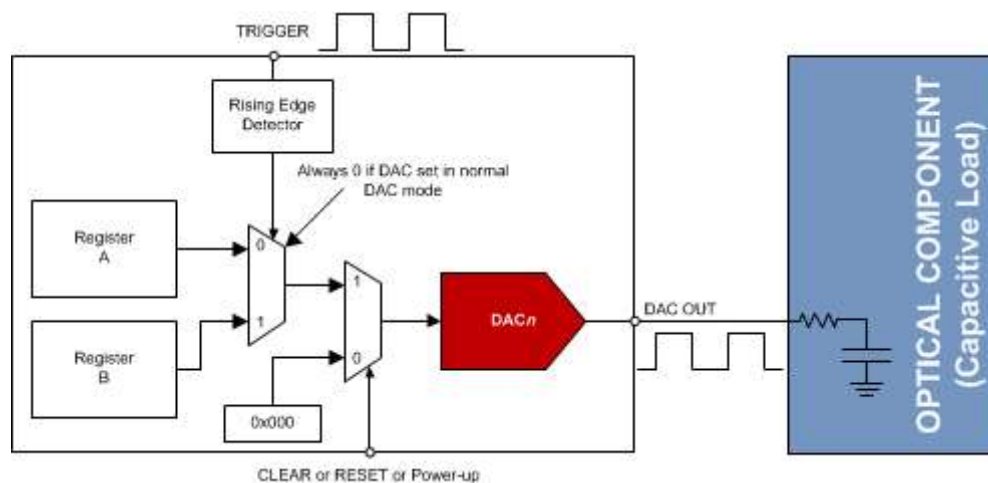 TRIGGER
Rising Edge
Detector
Always 0 if DAC set in normal
DAC mode
Register
A
0
1
Register
B
1
0
0x000
DACn
DAC OUT
CLEAR or RESET or Power-up
OPTICAL COMPONENT
(Capacitive Load)